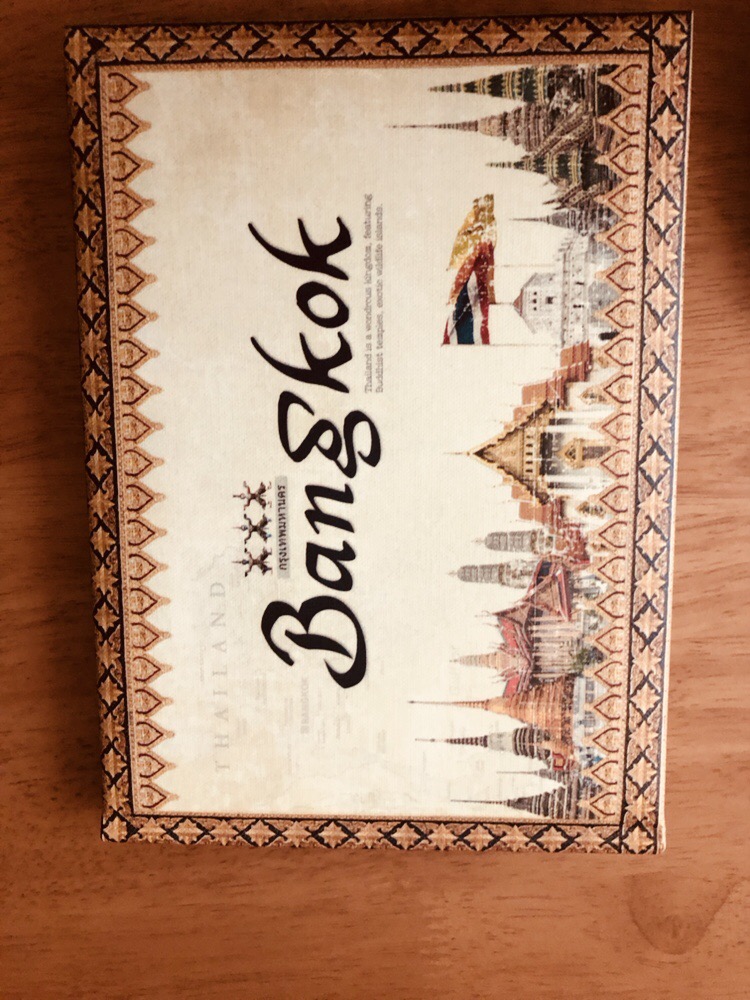 THAILAND
กรุงเทพมหานคร
Bangkok
Thailand is a wondrous kingdom, featuring
Buddhist temples, exotic wildlife islands.
BANGKOK